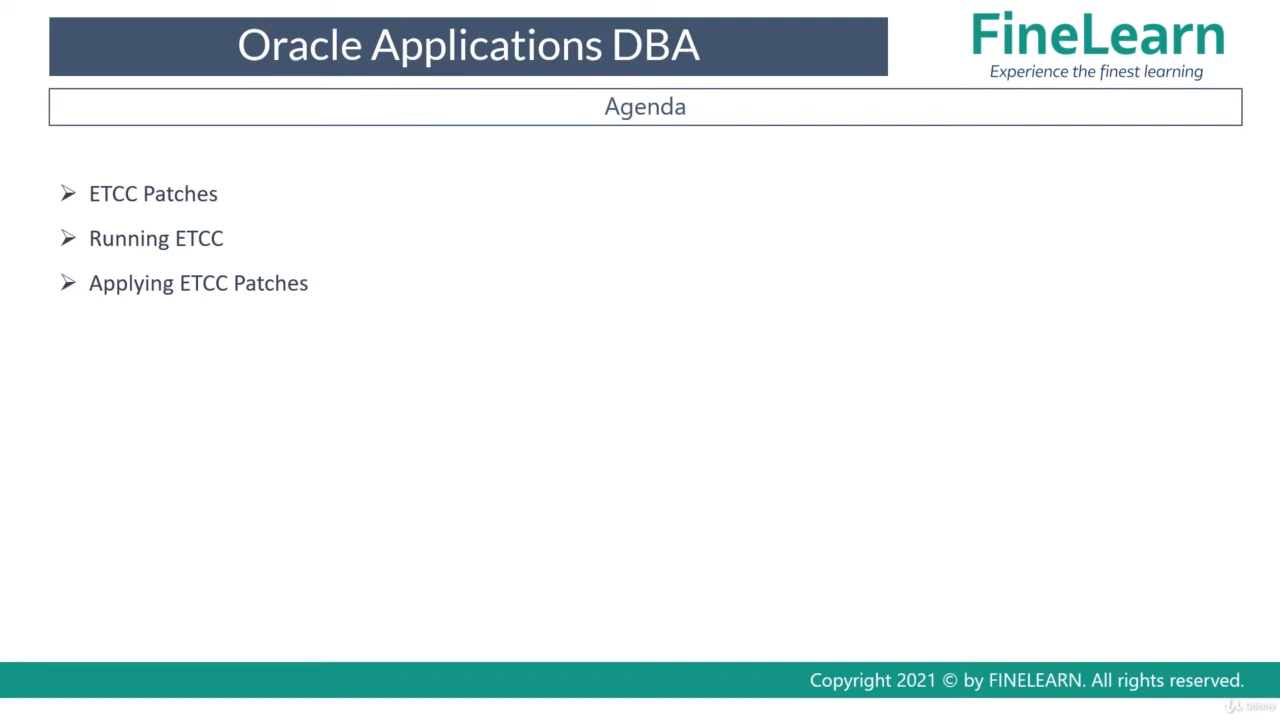 Oracle Applications DBA
FineLearn
Experience the finest learning
Agenda
ETCC Patches
Running ETCC
Applying ETCC Patches
Copyright 2021 © by FINELEARN. All rights reserved.
Udemy